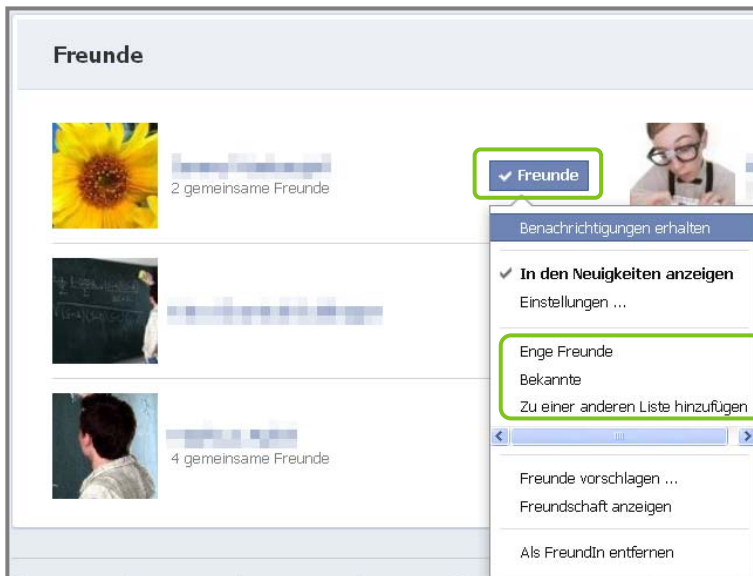 Freunde
2 gemeinsame Freunde
Freunde
Benachrichtigungen erhalten
In den Neuigkeiten anzeigen
Einstellungen ...
Enge Freunde
Bekannte
Zu einer anderen Liste hinzufügen
4 gemeinsame Freunde
Freunde vorschlagen ...
Freundschaft anzeigen
Als FreundIn entfernen